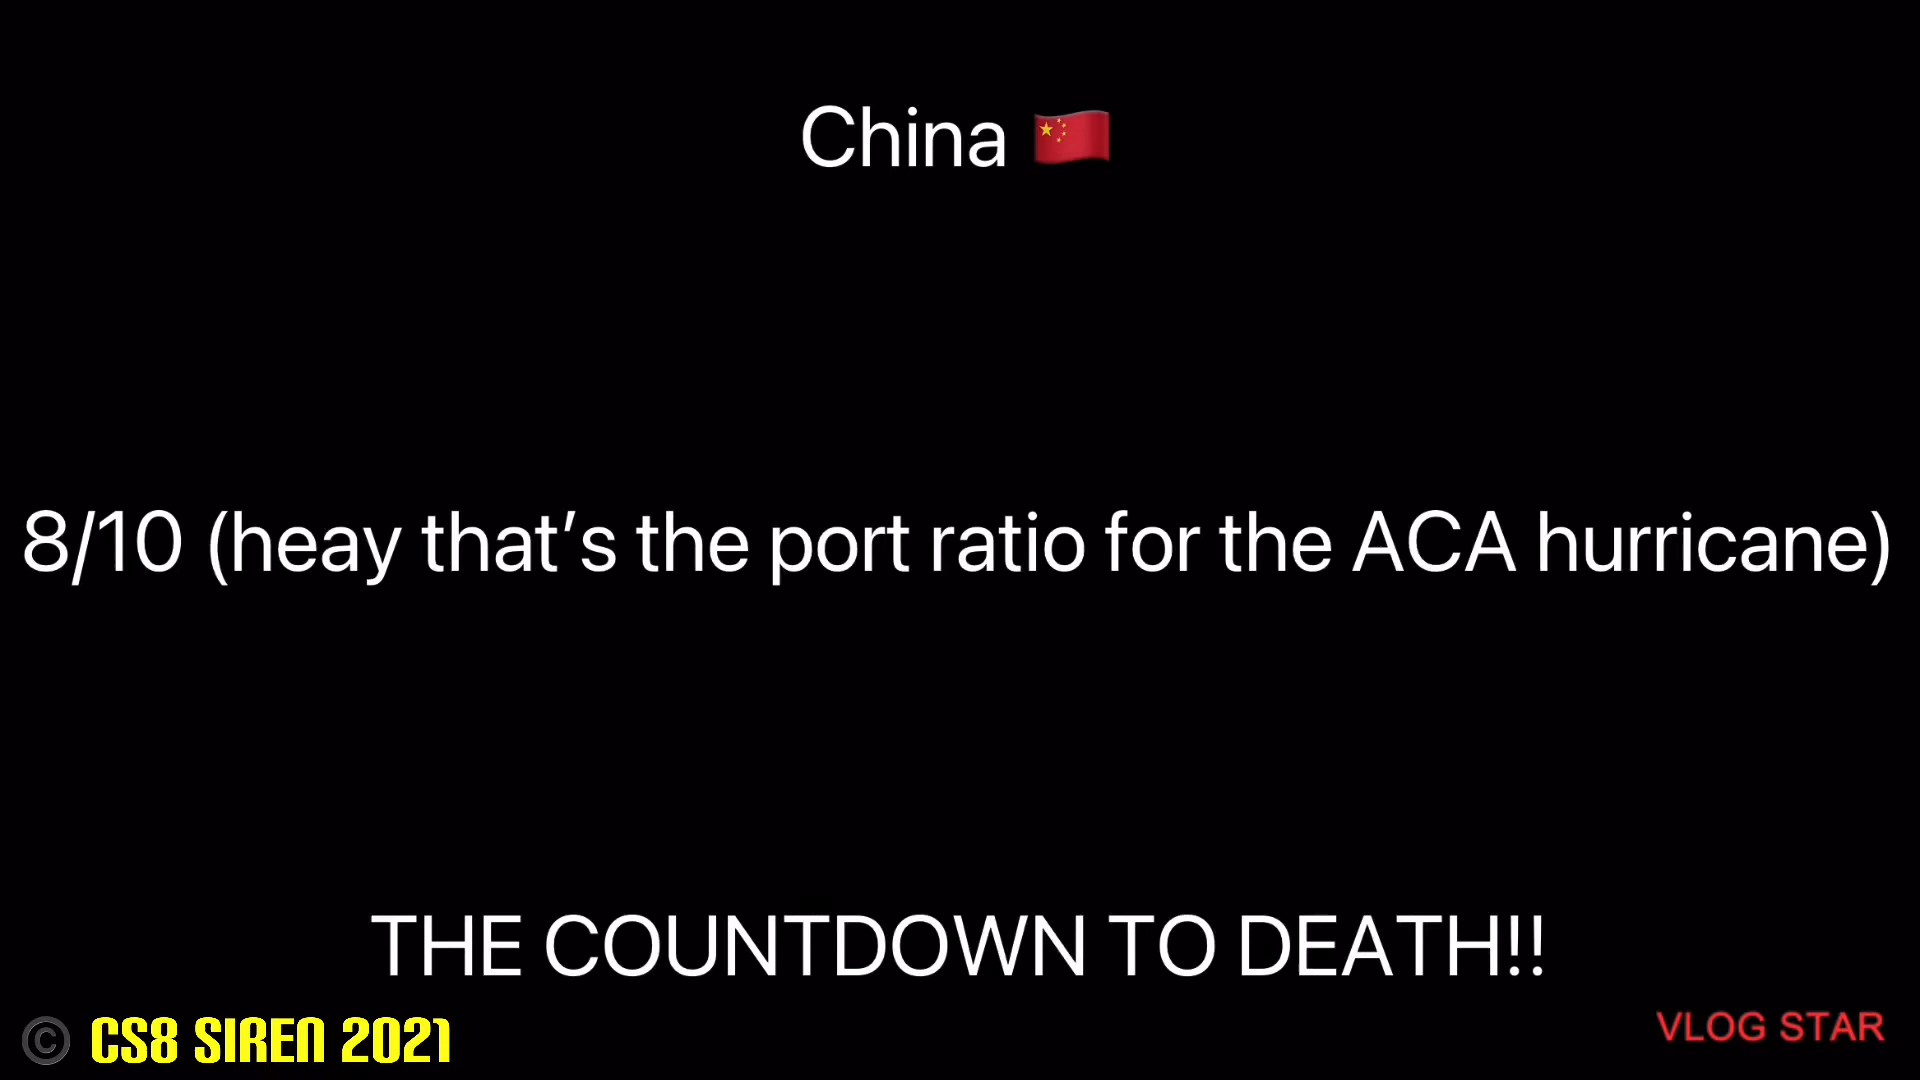 China 🇨🇳
8/10 (heay that’s the port ratio for the ACA hurricane)
THE COUNTDOWN TO DEATH!!
© CS8 SIREN 2021
VLOG STAR